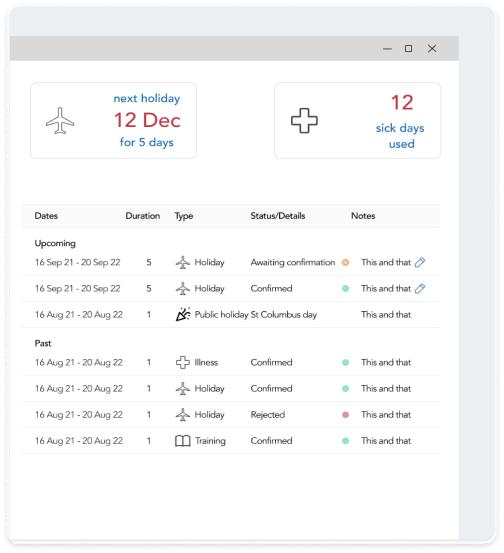 next holiday
12 Dec
for 5 days
12
sick days
used
Dates Duration Type Status/Details Notes
Upcoming
16 Sep 21 - 20 Sep 22 5 Holiday Awaiting confirmation This and that
16 Sep 21 - 20 Sep 22 5 Holiday Confirmed This and that
16 Aug 21 - 20 Aug 22 1 Public holiday St Columbus day This and that
Past
16 Aug 21 - 20 Aug 22 1 Illness Confirmed This and that
16 Aug 21 - 20 Aug 22 1 Holiday Confirmed This and that
16 Aug 21 - 20 Aug 22 1 Holiday Rejected This and that
16 Aug 21 - 20 Aug 22 1 Training Confirmed This and that